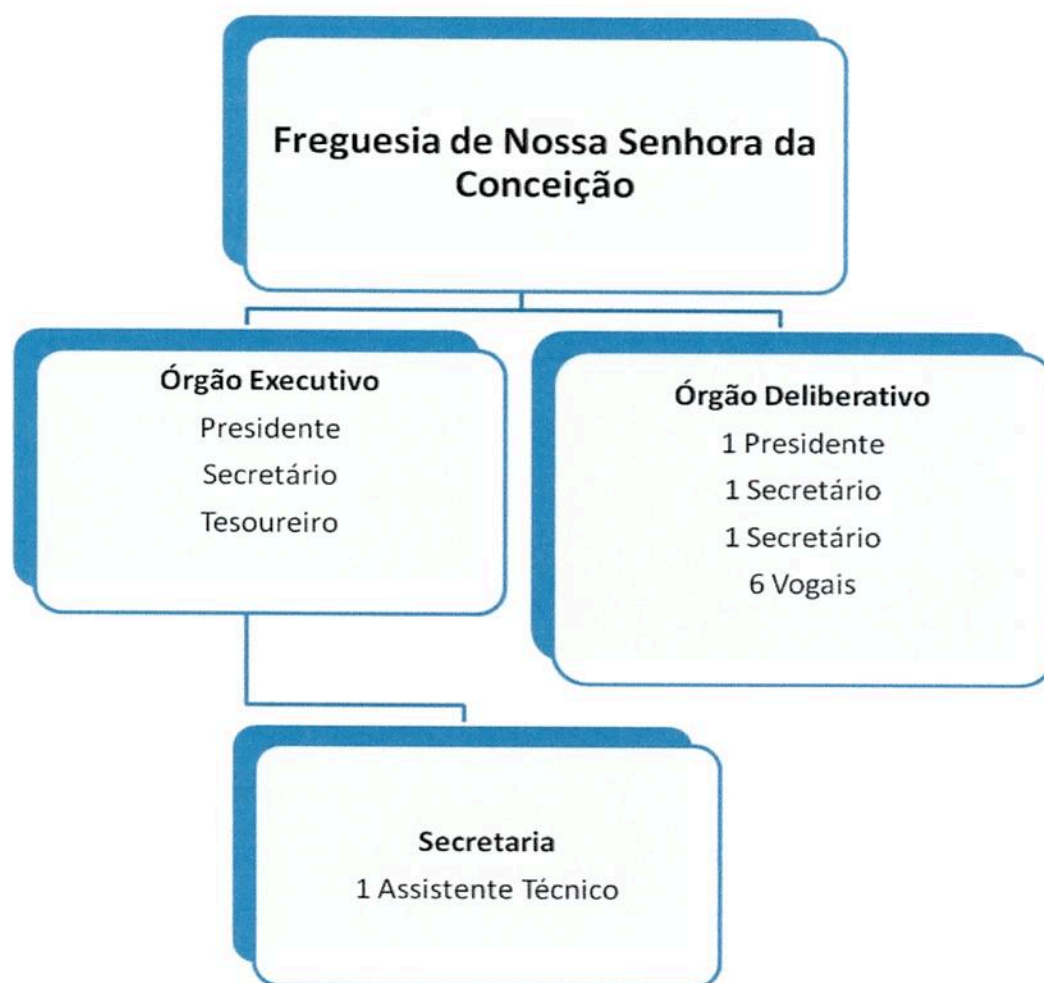 Freguesia de Nossa Senhora da
Conceição
Órgão Executivo
Presidente
Secretário
Tesoureiro
Órgão Deliberativo
1 Presidente
1 Secretário
1 Secretário
6 Vogais
Secretaria
1 Assistente Técnico